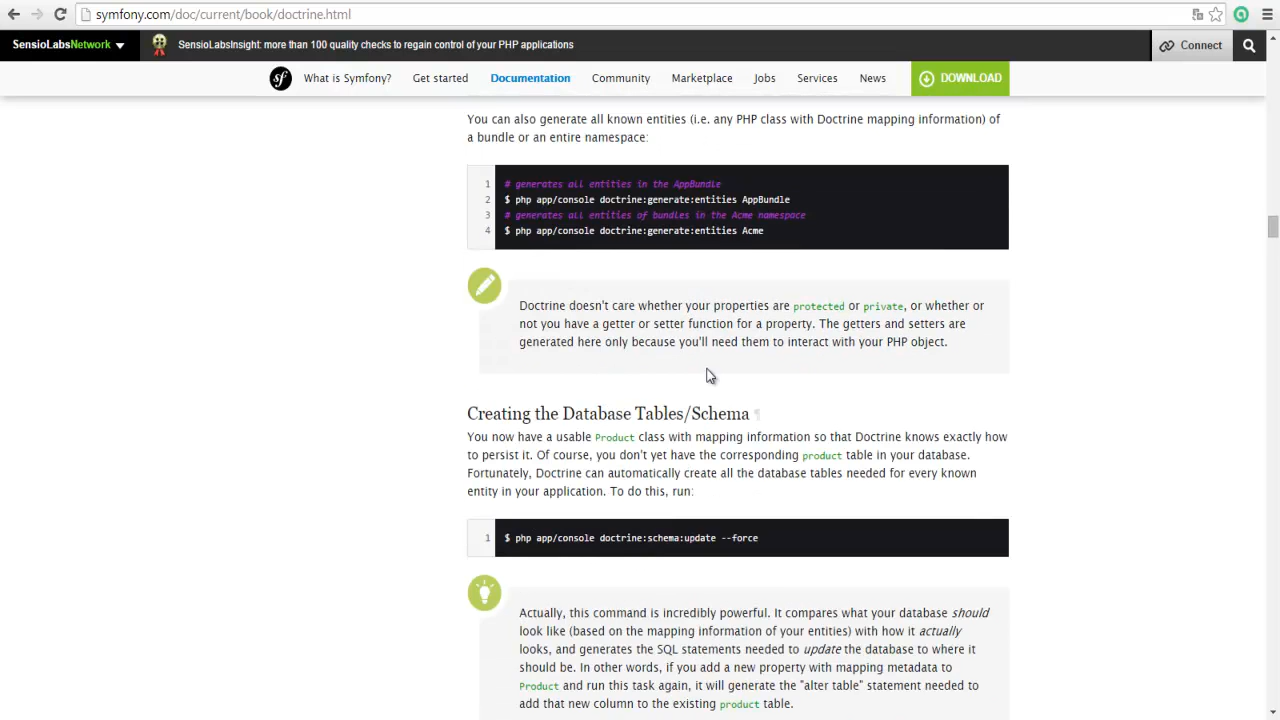 symfony.com/doc/current/book/doctrine.html
SensioLabsNetwork
SensioLabsInsight: more than 100 quality checks to regain control of your PHP applications
Connect
sf
What is Symfony?
Get started
Documentation
Community
Marketplace
Jobs
Services
News
DOWNLOAD
You can also generate all known entities (i.e. any PHP class with Doctrine mapping information) of
a bundle or an entire namespace:
1 # generates all entities in the AppBundle
2 $ php app/console doctrine:generate:entities AppBundle
3 # generates all entities of bundles in the Acme namespace
4 $ php app/console doctrine:generate:entities Acme
Doctrine doesn't care whether your properties are protected or private, or whether or
not you have a getter or setter function for a property. The getters and setters are
generated here only because you'll need them to interact with your PHP object.
Creating the Database Tables/Schema ¶
You now have a usable Product class with mapping information so that Doctrine knows exactly how
to persist it. Of course, you don't yet have the corresponding product table in your database.
Fortunately, Doctrine can automatically create all the database tables needed for every known
entity in your application. To do this, run:
1 $ php app/console doctrine:schema:update --force
Actually, this command is incredibly powerful. It compares what your database should
look like (based on the mapping information of your entities) with how it actually
looks, and generates the SQL statements needed to update the database to where it
should be. In other words, if you add a new property with mapping metadata to
Product and run this task again, it will generate the "alter table" statement needed to
add that new column to the existing product table.